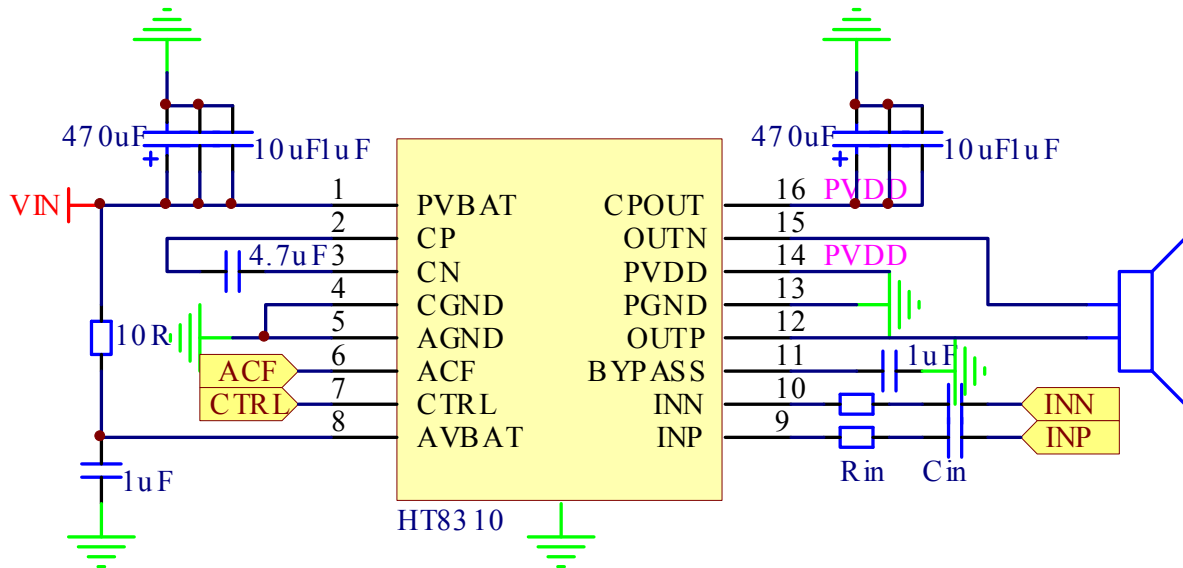 470uF
+
10uF1uF
470uF
+
10uF1uF
VIN
1
PVBAT
CPOUT
16
PVDD
2
CP
OUTN
15
4.7uF
3
CN
PVDD
14
PVDD
4
CGND
PGND
13
10R
5
AGND
OUTP
12
ACF
6
ACF
BYPASS
11
1uF
CTRL
7
CTRL
INN
10
INN
8
AVBAT
INP
9
INP
1uF
Rin
Cin
HT8310